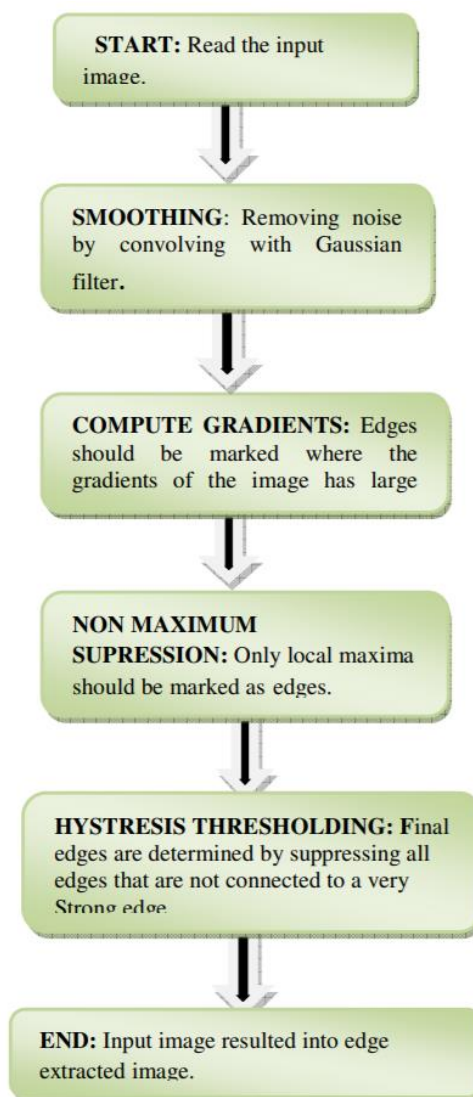 START: Read the input
image.
SMOOTHING: Removing noise
by convolving with Gaussian
filter.
COMPUTE GRADIENTS: Edges
should be marked where the
gradients of the image has large
NON MAXIMUM
SUPRESSION: Only local maxima
should be marked as edges.
HYSTRESIS THRESHOLDING: Final
edges are determined by suppressing all
edges that are not connected to a very
Strong edge
END: Input image resulted into edge
extracted image.